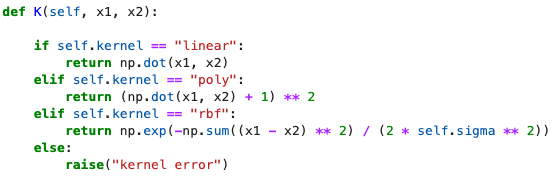 def K(self, x1, x2):
    if self.kernel == "linear":
        return np.dot(x1, x2)
    elif self.kernel == "poly":
        return (np.dot(x1, x2) + 1) ** 2
    elif self.kernel == "rbf":
        return np.exp(-np.sum((x1 - x2) ** 2) / (2 * self.sigma ** 2))
    else:
        raise("kernel error")